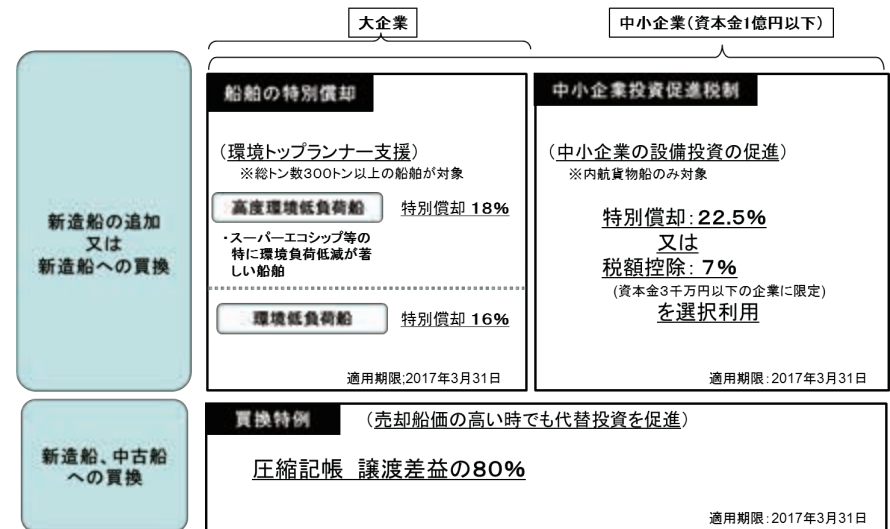 大企業
中小企業(資本金1億円以下)
新造船の追加
又は
新造船への買換
船舶の特別償却
(環境トップランナー支援)
※総トン数300トン以上の船舶が対象
高度環境低負荷船 特別償却 18%
・スーパーエコシップ等の
特に環境負荷低減が著
しい船舶
環境低負荷船 特別償却 16%
適用期限;2017年3月31日
中小企業投資促進税制
(中小企業の設備投資の促進)
※内航貨物船のみ対象
特別償却:22.5%
又は
税額控除:7%
(資本金3千万円以下の企業に限定)
を選択利用
適用期限:2017年3月31日
新造船、中古船
への買換
買換特例 (売却船価の高い時でも代替投資を促進)
圧縮記帳 譲渡差益の80%
適用期限:2017年3月31日